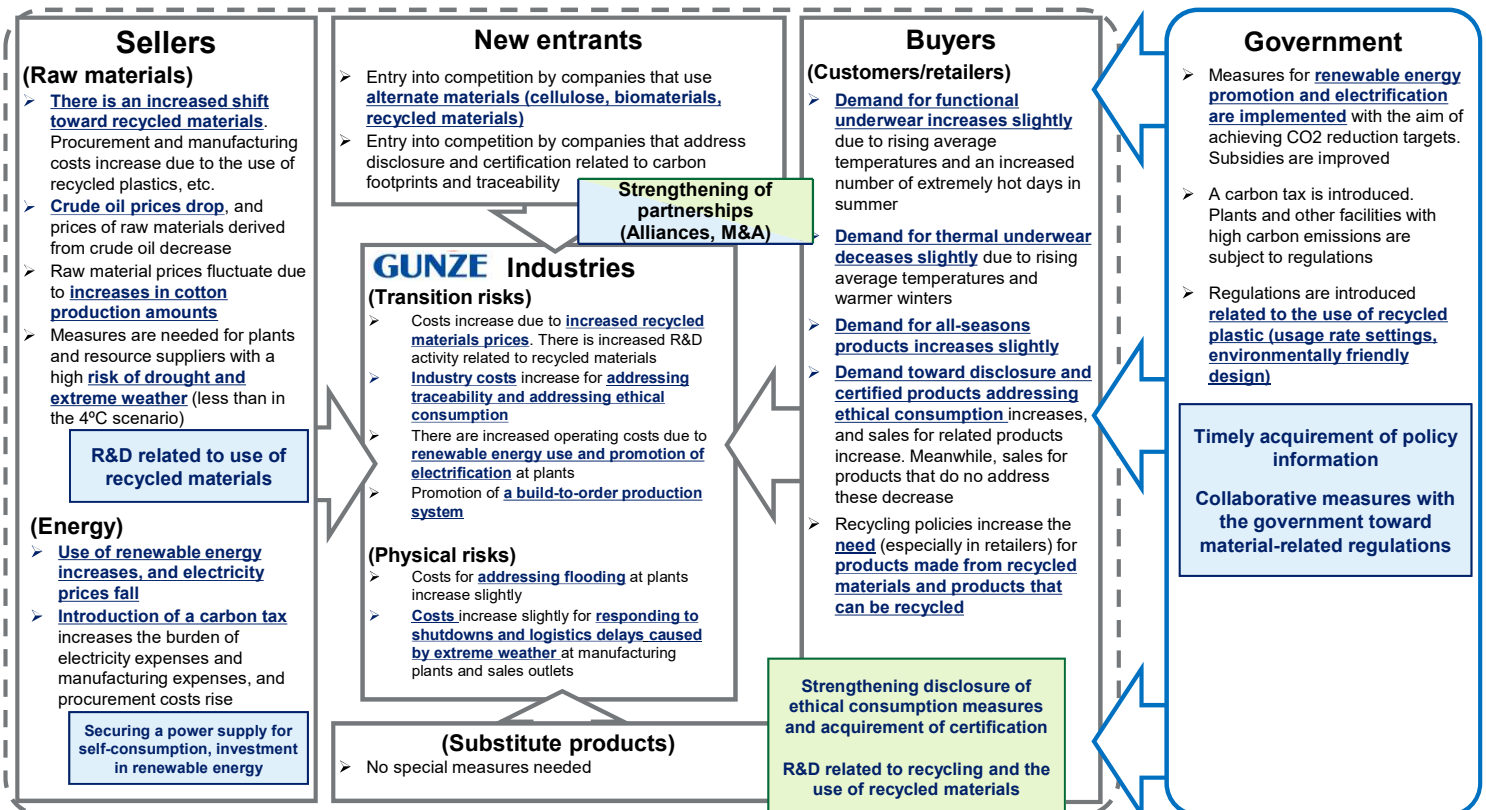 Sellers
(Raw materials)
➢ There is an increased shift
toward recycled materials.
Procurement and manufacturing
costs increase due to the use of
recycled plastics, etc.
➢ Crude oil prices drop, and
prices of raw materials derived
from crude oil decrease
➢ Raw material prices fluctuate due
to increases in cotton
production amounts
➢ Measures are needed for plants
and resource suppliers with a
high risk of drought and
extreme weather (less than in
the 4ºC scenario)
R&D related to use of
recycled materials
(Energy)
➢ Use of renewable energy
increases, and electricity
prices fall
➢ Introduction of a carbon tax
increases the burden of
electricity expenses and
manufacturing expenses, and
procurement costs rise
Securing a power supply for
self-consumption, investment
in renewable energy
New entrants
➢ Entry into competition by companies that use
alternate materials (cellulose, biomaterials,
recycled materials)
➢ Entry into competition by companies that address
disclosure and certification related to carbon
footprints and traceability
Strengthening of
partnerships
(Alliances, M&A)
GUNZE Industries
(Transition risks)
➢ Costs increase due to increased recycled
materials prices. There is increased R&D
activity related to recycled materials
➢ Industry costs increase for addressing
traceability and addressing ethical
consumption
➢ There are increased operating costs due to
renewable energy use and promotion of
electrification at plants
➢ Promotion of a build-to-order production
system
(Physical risks)
➢ Costs for addressing flooding at plants
increase slightly
➢ Costs increase slightly for responding to
shutdowns and logistics delays caused
by extreme weather at manufacturing
plants and sales outlets
(Substitute products)
➢ No special measures needed
Buyers
(Customers/retailers)
➢ Demand for functional
underwear increases slightly
due to rising average
temperatures and an increased
number of extremely hot days in
summer
➢ Demand for thermal underwear
deceases slightly due to rising
average temperatures and
warmer winters
➢ Demand for all-seasons
products increases slightly
➢ Demand toward disclosure and
certified products addressing
ethical consumption increases,
and sales for related products
increase. Meanwhile, sales for
products that do no address
these decrease
➢ Recycling policies increase the
need (especially in retailers) for
products made from recycled
materials and products that
can be recycled
Strengthening disclosure of
ethical consumption measures
and acquirement of certification
R&D related to recycling and the
use of recycled materials
Government
➢ Measures for renewable energy
promotion and electrification
are implemented with the aim of
achieving CO2 reduction targets.
Subsidies are improved
➢ A carbon tax is introduced.
Plants and other facilities with
high carbon emissions are
subject to regulations
➢ Regulations are introduced
related to the use of recycled
plastic (usage rate settings,
environmentally friendly
design)
Timely acquirement of policy
information
Collaborative measures with
the government toward
material-related regulations